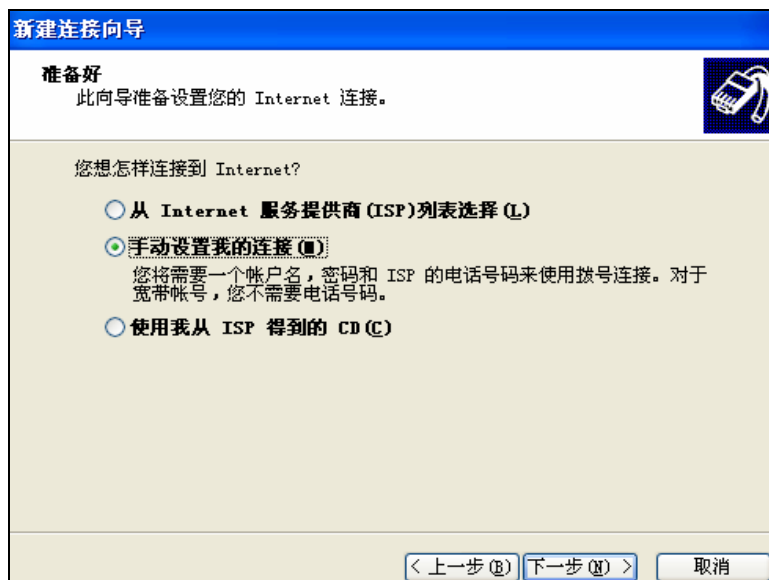 新建连接向导
准备好
此向导准备设置您的 Internet 连接。
您想怎样连接到 Internet?
从 Internet 服务提供商(ISP)列表选择(L)
手动设置我的连接(M)
您将需要一个帐户名，密码和 ISP 的电话号码来使用拨号连接。对于
宽带帐号，您不需要电话号码。
使用我从 ISP 得到的 CD(C)
< 上一步(B) 下一步(N) > 取消